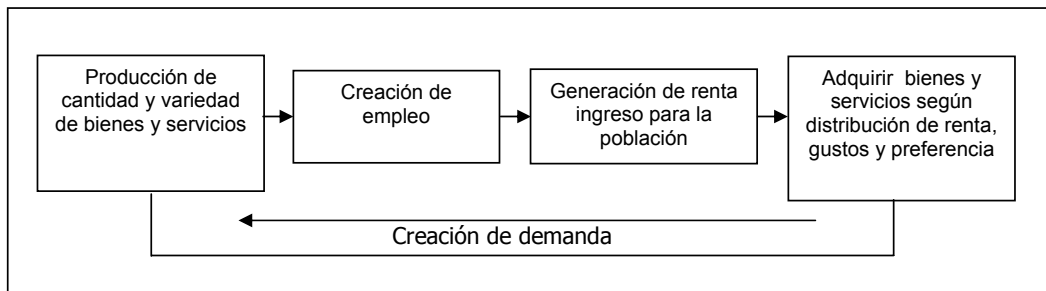 Producción de
cantidad y variedad
de bienes y servicios
Creación de
empleo
Generación de renta
ingreso para la
población
Adquirir bienes y
servicios según
distribución de renta,
gustos y preferencia
Creación de demanda